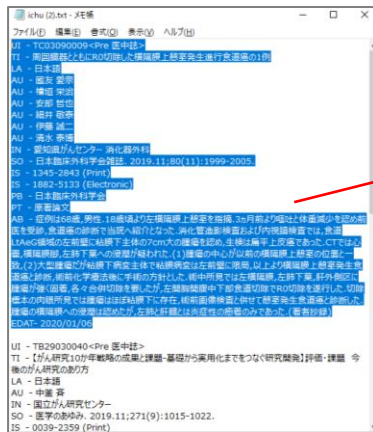 ichu (2).txt - メモ帳
ファイル(F) 編集(E) 書式(O) 表示(V) ヘルプ(H)
UI - TC03090009<Pre 医中誌>
TI - 周囲臓器とともにR0切除した横隔膜上憩室発生進行食道癌の1例
LA - 日本語
AU - 國友 愛奈
AU - 檜垣 栄治
AU - 安部 哲也
AU - 細井 敬泰
AU - 伊藤 誠二
AU - 清水 泰博
IN - 愛知県がんセンター 消化器外科
SO - 日本臨床外科学会雑誌. 2019.11;80(11):1999-2005.
IS - 1345-2843 (Print)
IS - 1882-5133 (Electronic)
PB - 日本臨床外科学会
PT - 原著論文
AB - 症例は68歳,男性.18歳頃より左横隔膜上憩室を指摘.3ヵ月前より嘔吐と体重減少を認め前
医を受診,食道癌の診断で当院へ紹介となった.消化管造影検査および内視鏡検査では,食道
LtAeG領域の左前壁に粘膜下主体の7cm大の腫瘤を認め,生検は扁平上皮癌であった.CTでは心
嚢,横隔膜脚,左肺下葉への浸潤が疑われた.(1)腫瘤の中心が以前の横隔膜上憩室の位置と一
致,(2)大型腫瘤だが粘膜下病変主体で粘膜病変は左前壁に限局,以上より横隔膜上憩室発生食
道癌と診断,術前化学療法後に手術の方針とした.術中所見では左横隔膜,左肺下葉,肝外側区に
腫瘤が強く固着,各々合併切除を要したが,左開胸開腹中下部食道切除でR0切除を遂行した.切除
標本の肉眼所見では腫瘤はほぼ粘膜下に存在,術前画像検査と併せて憩室発生食道癌と診断した.
腫瘤の横隔膜への浸潤は認めたが,左肺と肝臓とは炎症性の癒着のみであった.(著者抄録)
EDAT- 2020/01/06
UI - TB29030040<Pre 医中誌>
TI - 【がん研究10か年戦略の成果と課題-基礎から実用化までをつなぐ研究開発】評価・課題 今
後のがん研究のあり方
LA - 日本語
AU - 中釜 斉
IN - 国立がん研究センター
SO - 医学のあゆみ. 2019.11;271(9):1015-1022.
IS - 0039-2359 (Print)